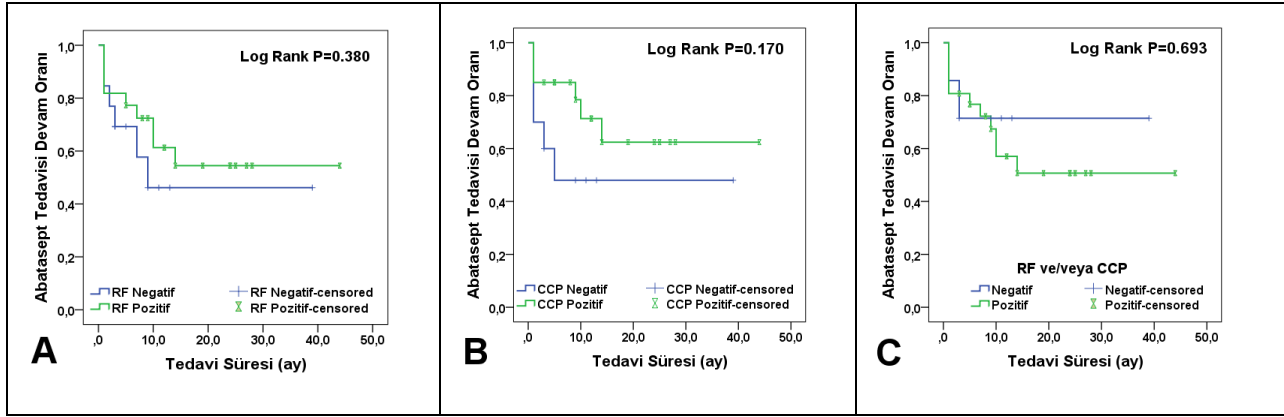 Log Rank P=0.380
Abatasept Tedavisi Devam Oranı
1,0
0,8
0,6
0,4
0,2
0,0
RF Negatif
RF Negatif-censored
RF Pozitif
RF Pozitif-censored
,0 10,0 20,0 30,0 40,0 50,0
Tedavi Süresi (ay)
A
Log Rank P=0.170
Abatasept Tedavisi Devam Oranı
1,0
0,8
0,6
0,4
0,2
0,0
CCP Negatif
CCP Negatif-censored
CCP Pozitif
CCP Pozitif-censored
,0 10,0 20,0 30,0 40,0 50,0
Tedavi Süresi (ay)
B
Log Rank P=0.693
Abatasept Tedavisi Devam Oranı
1,0
0,8
0,6
0,4
0,2
0,0
RF ve/veya CCP
Negatif
Negatif-censored
Pozitif
Pozitif-censored
,0 10,0 20,0 30,0 40,0 50,0
Tedavi Süresi (ay)
C